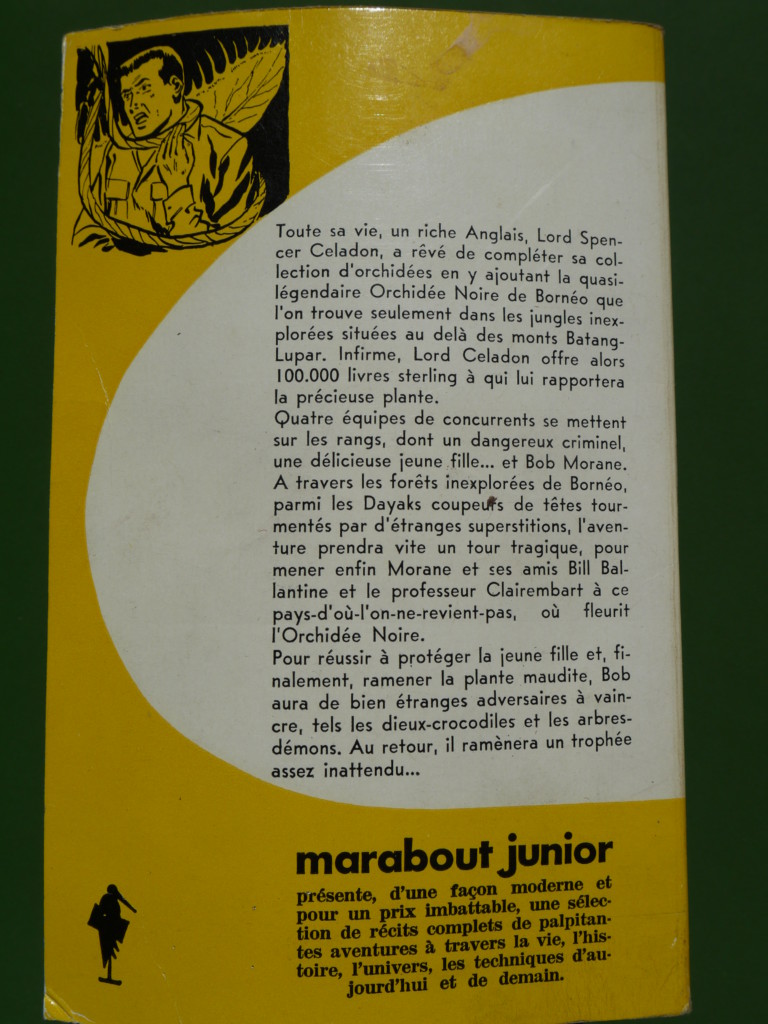 Toute sa vie, un riche Anglais, Lord Spen-
cer Celadon, a rêvé de compléter sa col-
lection d'orchidées en y ajoutant la quasi-
légendaire Orchidée Noire de Bornéo que
l'on trouve seulement dans les jungles inex-
plorées situées au delà des monts Batang-
Lupar. Infirme, Lord Celadon offre alors
100.000 livres sterling à qui lui rapportera
la précieuse plante.
Quatre équipes de concurrents se mettent
sur les rangs, dont un dangereux criminel,
une délicieuse jeune fille... et Bob Morane.
A travers les forêts inexplorées de Bornéo,
parmi les Dayaks coupeurs de têtes tour-
mentés par d'étranges superstitions, l'aven-
ture prendra vite un tour tragique, pour
mener enfin Morane et ses amis Bill Bal-
lantine et le professeur Clairembart à ce
pays-d'où-l'on-ne-revient-pas, où fleurit
l'Orchidée Noire.
Pour réussir à protéger la jeune fille et, fi-
nalement, ramener la plante maudite, Bob
aura de bien étranges adversaires à vain-
cre, tels les dieux-crocodiles et les arbres-
démons. Au retour, il ramènera un trophée
assez inattendu...
marabout junior
présente, d'une façon moderne et
pour un prix imbattable, une sélec-
tion de récits complets de palpitan-
tes aventures à travers la vie, l'his-
toire, l'univers, les techniques d'au-
jourd'hui et de demain.